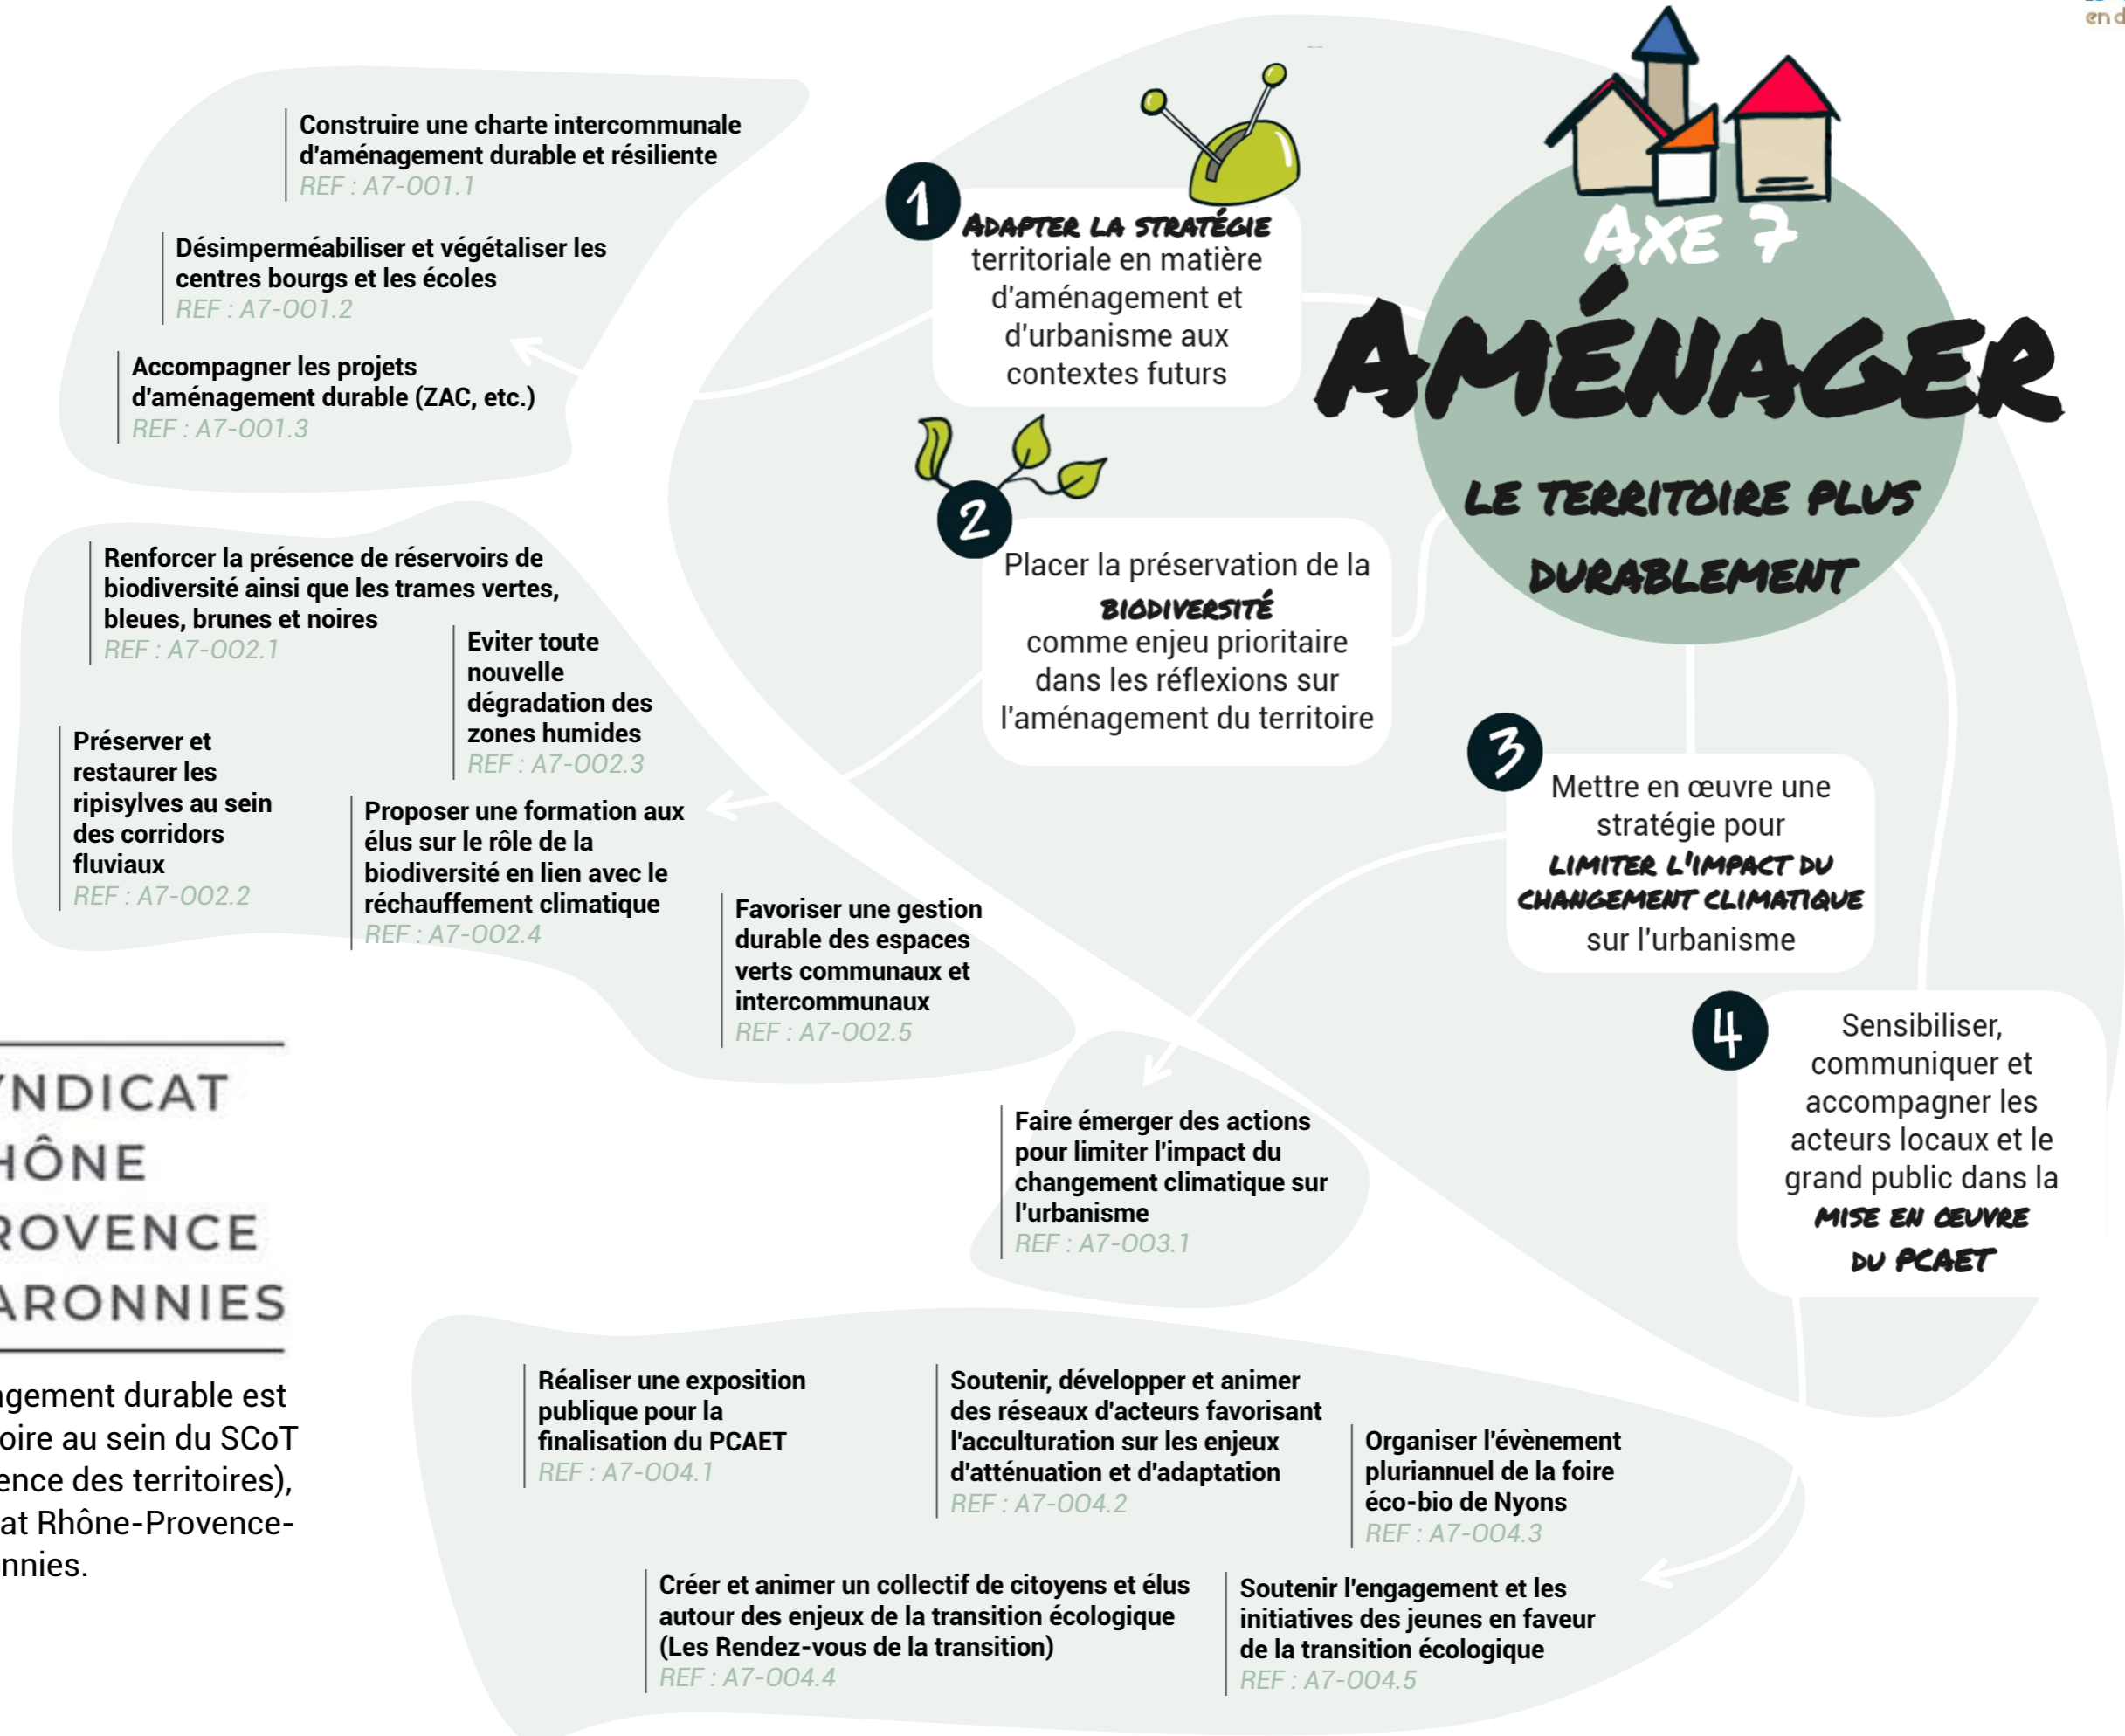 en d
AXE 7
AMÉNAGER
LE TERRITOIRE PLUS
DURABLEMENT
1
ADAPTER LA STRATÉGIE
territoriale en matière
d'aménagement et
d'urbanisme aux
contextes futurs
Construire une charte intercommunale
d'aménagement durable et résiliente
REF : A7-001.1
Désimperméabiliser et végétaliser les
centres bourgs et les écoles
REF : A7-001.2
Accompagner les projets
d'aménagement durable (ZAC, etc.)
REF : A7-001.3
2
Placer la préservation de la
BIODIVERSITÉ
comme enjeu prioritaire
dans les réflexions sur
l'aménagement du territoire
Renforcer la présence de réservoirs de
biodiversité ainsi que les trames vertes,
bleues, brunes et noires
REF : A7-002.1
Préserver et
restaurer les
ripisylves au sein
des corridors
fluviaux
REF : A7-002.2
Eviter toute
nouvelle
dégradation des
zones humides
REF : A7-002.3
Proposer une formation aux
élus sur le rôle de la
biodiversité en lien avec le
réchauffement climatique
REF : A7-002.4
Favoriser une gestion
durable des espaces
verts communaux et
intercommunaux
REF : A7-002.5
3
Mettre en œuvre une
stratégie pour
LIMITER L'IMPACT DU
CHANGEMENT CLIMATIQUE
sur l'urbanisme
Faire émerger des actions
pour limiter l'impact du
changement climatique sur
l'urbanisme
REF : A7-003.1
4
Sensibiliser,
communiquer et
accompagner les
acteurs locaux et le
grand public dans la
MISE EN ŒUVRE
DU PCAET
Réaliser une exposition
publique pour la
finalisation du PCAET
REF : A7-004.1
Soutenir, développer et animer
des réseaux d'acteurs favorisant
l'acculturation sur les enjeux
d'atténuation et d'adaptation
REF : A7-004.2
Organiser l'évènement
pluriannuel de la foire
éco-bio de Nyons
REF : A7-004.3
Créer et animer un collectif de citoyens et élus
autour des enjeux de la transition écologique
(Les Rendez-vous de la transition)
REF : A7-004.4
Soutenir l'engagement et les
initiatives des jeunes en faveur
de la transition écologique
REF : A7-004.5
YNDICAT
HÔNE
ROVENCE
ARONNIES
agement durable est
oire au sein du SCoT
ence des territoires),
at Rhône-Provence-
nnies.